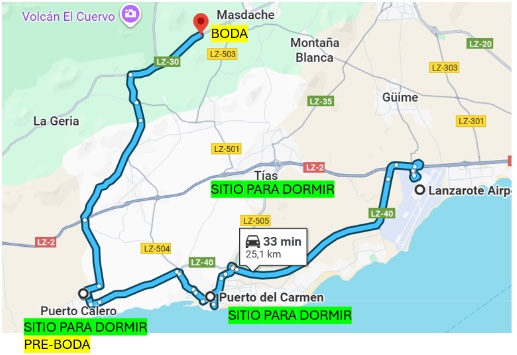 Volcán El Cuervo
Masdache
BODA
LZ-30
LZ-503
Montaña
Blanca
LZ-20
LZ-303
LZ-35
Güime
La Geria
LZ-301
LZ-501
Tías
LZ-2
SITIO PARA DORMIR
Lanzarote Airpo
LZ-505
LZ-40
LZ-2
33 min
25,1 km
LZ-504
LZ-40
Puerto del Carmen
Puerto Calero
SITIO PARA DORMIR
SITIO PARA DORMIR
PRE-BODA